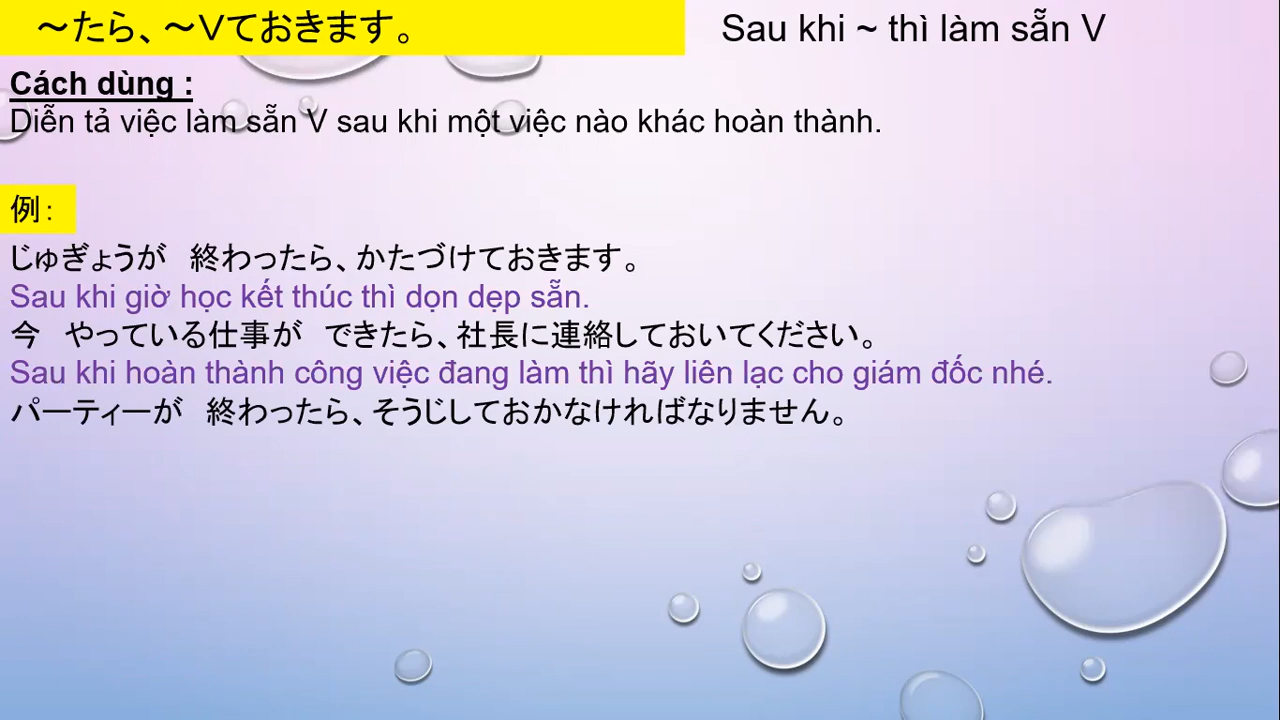 ～たら、～Ｖておきます。
Sau khi ~ thì làm sẵn V
Cách dùng :
Diễn tả việc làm sẵn V sau khi một việc nào khác hoàn thành.
例：
じゅぎょうが　終わったら、かたづけておきます。
Sau khi giờ học kết thúc thì dọn dẹp sẵn.
今　やっている仕事が　できたら、社長に連絡しておいてください。
Sau khi hoàn thành công việc đang làm thì hãy liên lạc cho giám đốc nhé.
パーティーが　終わったら、そうじしておかなければなりません。